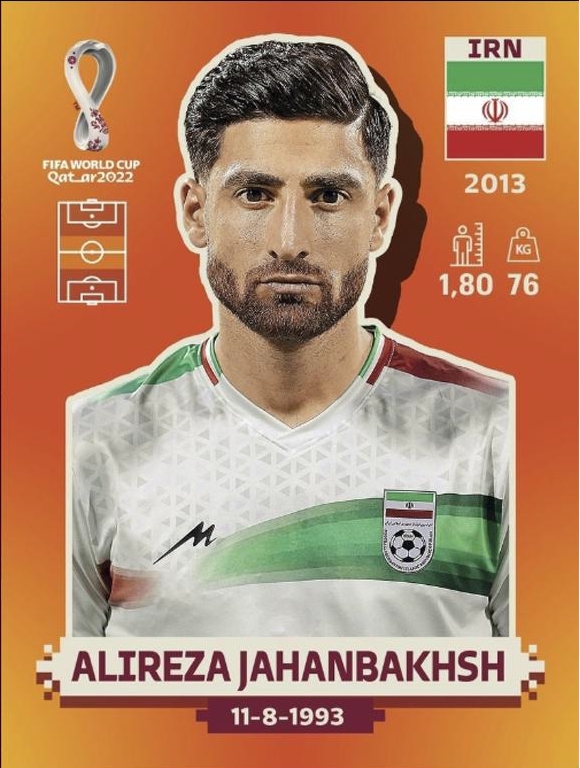 FIFA WORLD CUP
Qatar2022
IRN
2013
KG
1,80 76
ALIREZA JAHANBAKHSH
11-8-1993